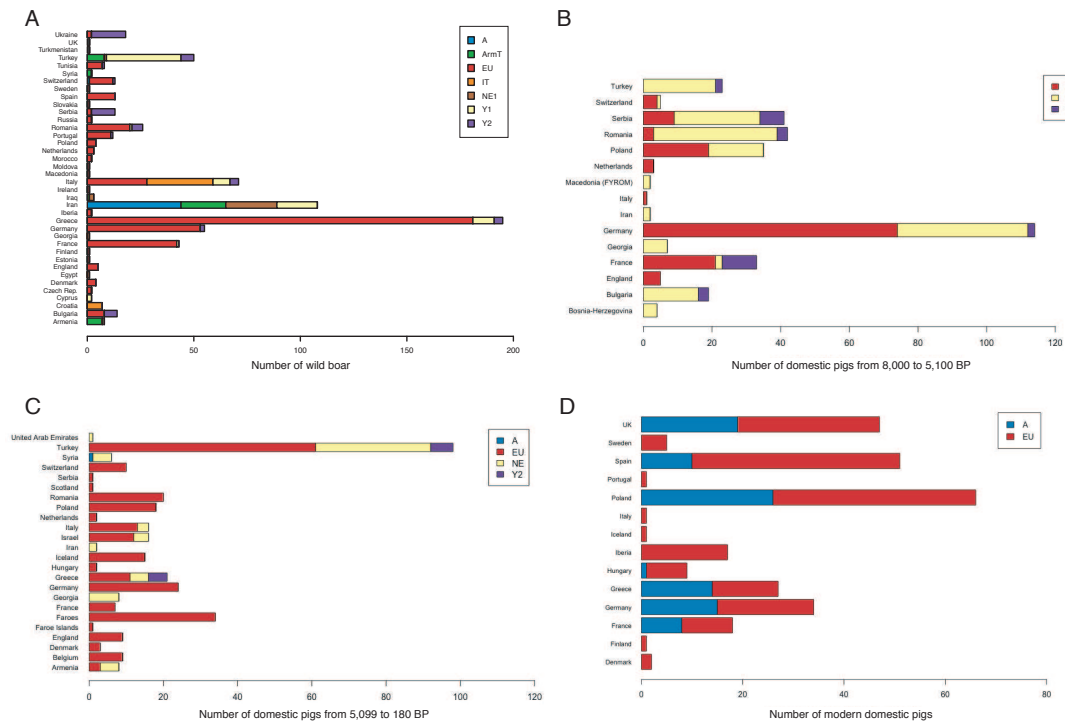 A
Ukraine
UK
Turkmenistan
Turkey
Tunisia
Syria
Switzerland
Sweden
Spain
Slovakia
Serbia
Russia
Romania
Portugal
Poland
Netherlands
Morocco
Moldova
Macedonia
Italy
Ireland
Iraq
Iran
Iberia
Greece
Germany
Georgia
France
Finland
Estonia
England
Egypt
Denmark
Czech Rep.
Cyprus
Croatia
Bulgaria
Armenia
A
ArmT
EU
IT
NE1
Y1
Y2
0 50 100 150 200
Number of wild boar
B
Turkey
Switzerland
Serbia
Romania
Poland
Netherlands
Macedonia (FYROM)
Italy
Iran
Germany
Georgia
France
England
Bulgaria
Bosnia-Herzegovina
0 20 40 60 80 100 120
Number of domestic pigs from 8,000 to 5,100 BP
C
United Arab Emirates
Turkey
Syria
Switzerland
Serbia
Scotland
Romania
Poland
Netherlands
Italy
Israel
Iran
Iceland
Hungary
Greece
Germany
Georgia
France
Faroes
Faroe Islands
England
Denmark
Belgium
Armenia
A
EU
NE
Y2
0 20 40 60 80 100 120
Number of domestic pigs from 5,099 to 180 BP
D
UK
Sweden
Spain
Portugal
Poland
Italy
Iceland
Iberia
Hungary
Greece
Germany
France
Finland
Denmark
A
EU
0 20 40 60 80
Number of modern domestic pigs